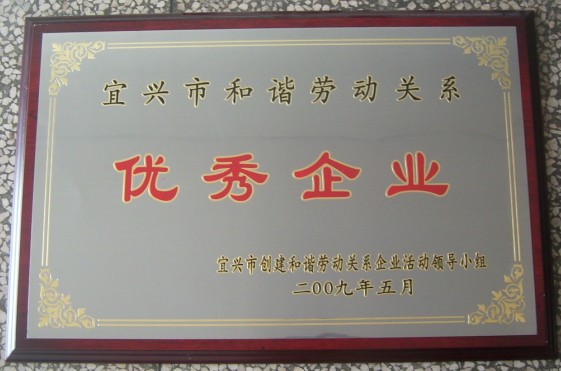 宜兴市和谐劳动关系
优秀企业
宜兴市创建和谐劳动关系企业活动领导小组
二00九年五月